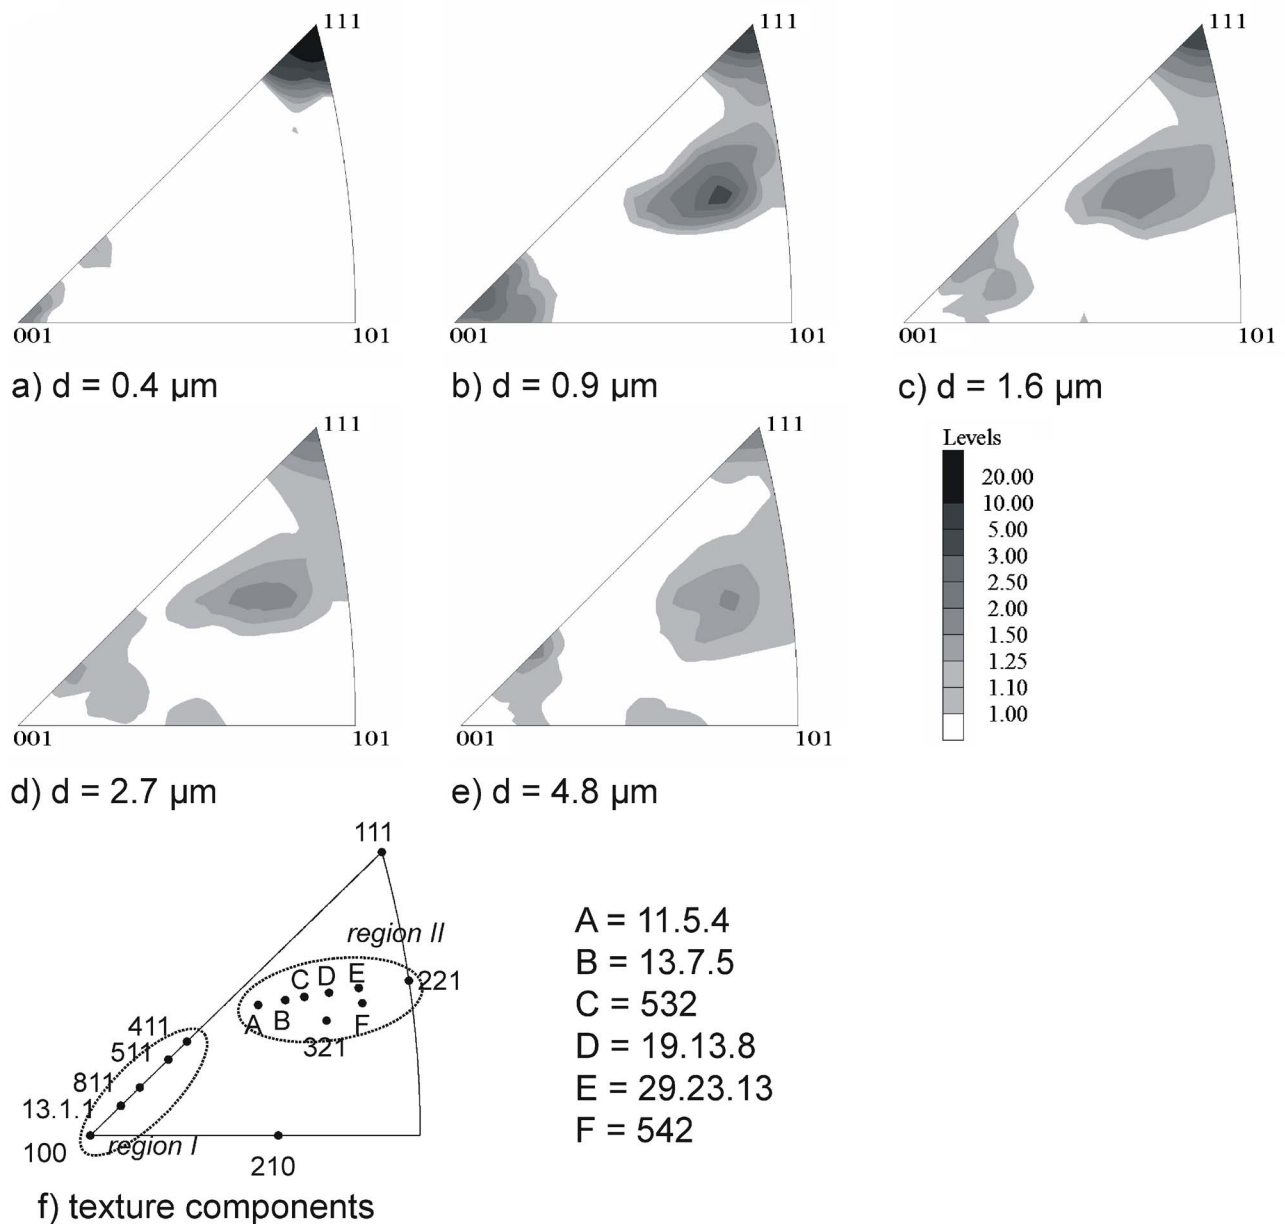 111
111
111
001
101
001
101
001
101
a) d = 0.4 µm
b) d = 0.9 µm
c) d = 1.6 µm
111
111
Levels
20.00
10.00
5.00
3.00
2.50
2.00
1.50
1.25
1.10
1.00
001
101
001
101
d) d = 2.7 µm
e) d = 4.8 µm
111
region II
C D E
221
A B F
321
411
511
811
13.1.1
100
region I
210
A = 11.5.4
B = 13.7.5
C = 532
D = 19.13.8
E = 29.23.13
F = 542
f) texture components